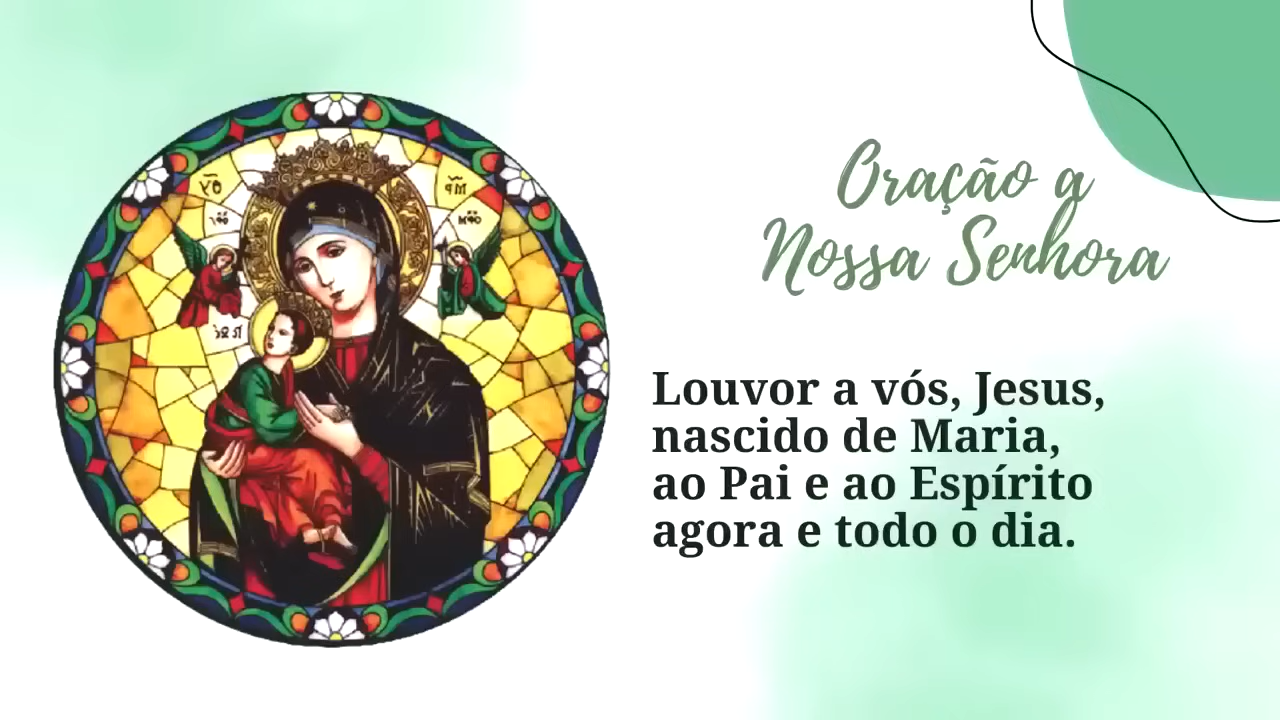 Oração a
Nossa Senhora
Louvor a vós, Jesus,
nascido de Maria,
ao Pai e ao Espírito
agora e todo o dia.